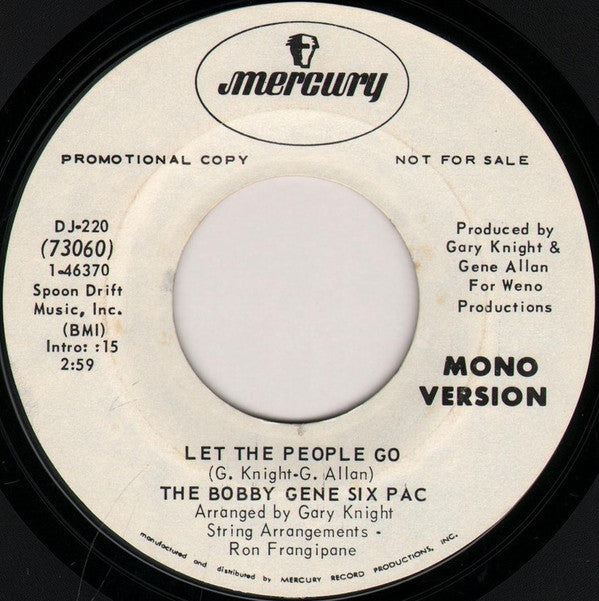 mercury
PROMOTIONAL COPY
NOT FOR SALE
DJ-220
(73060)
1-46370
Spoon Drift
Music, Inc.
(BMI)
Intro: :15
2:59
Produced by
Gary Knight &
Gene Allan
For Weno
Productions
MONO
VERSION
LET THE PEOPLE GO
(G. Knight-G. Allan)
THE BOBBY GENE SIX PAC
Arranged by Gary Knight
String Arrangements -
Ron Frangipane
manufactured and distributed by MERCURY RECORD PRODUCTIONS, INC.